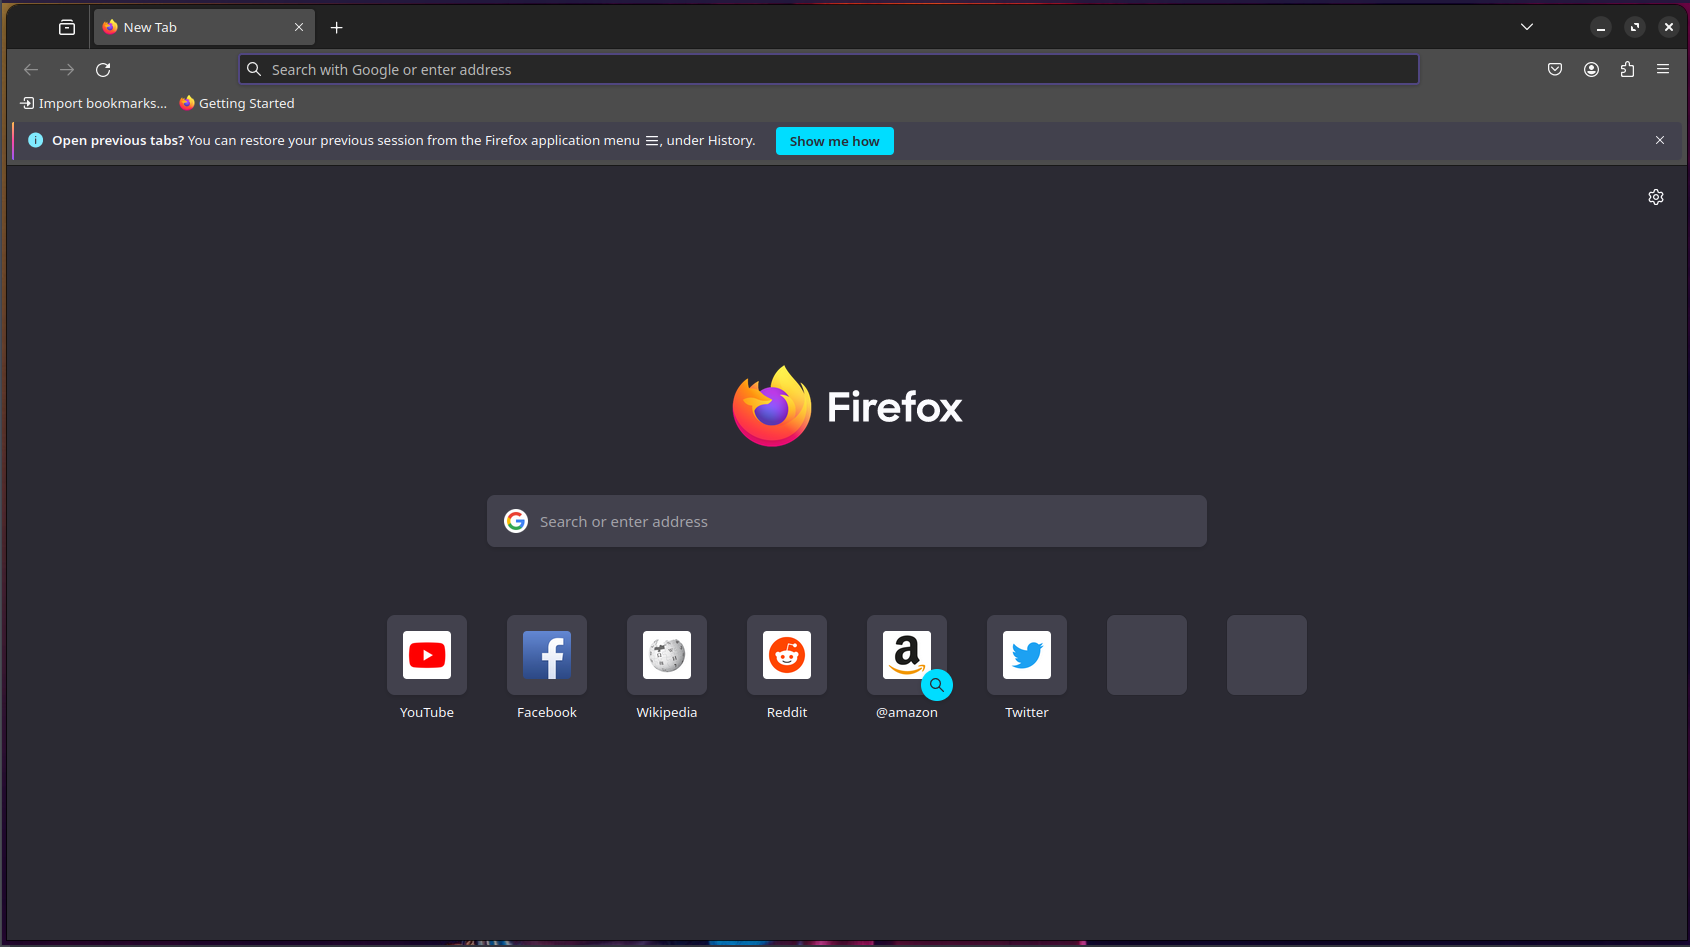 New Tab
Search with Google or enter address
Import bookmarks... Getting Started
Open previous tabs? You can restore your previous session from the Firefox application menu ☰, under History. Show me how
Firefox
Search or enter address
YouTube Facebook Wikipedia Reddit @amazon Twitter